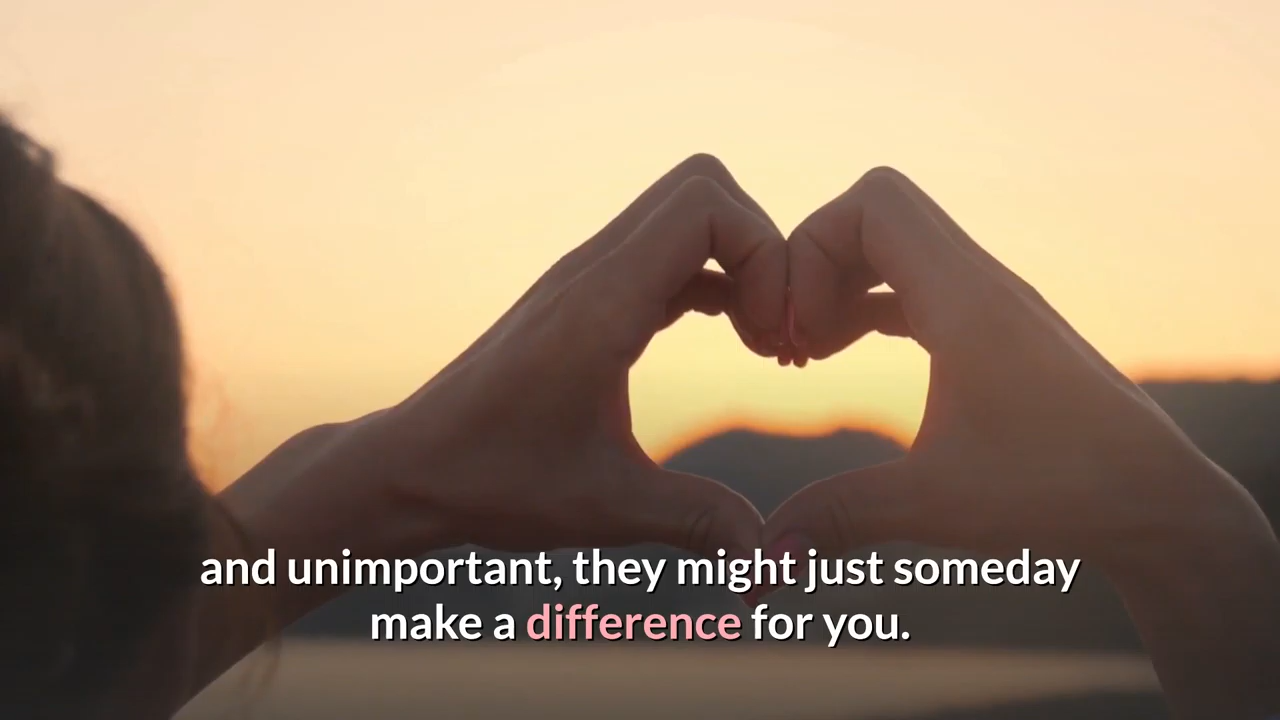 and unimportant, they might just someday
make a difference for you.